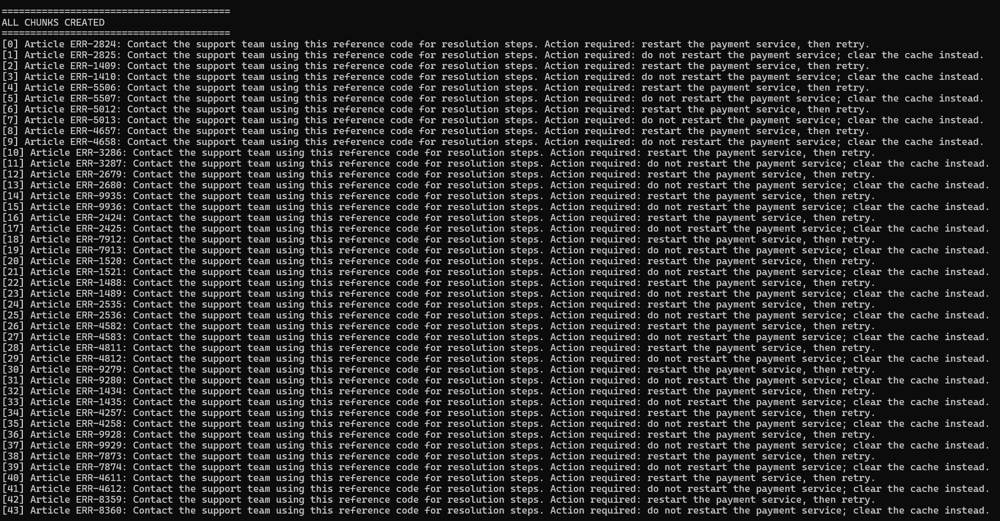 ========================================
ALL CHUNKS CREATED
========================================
[0] Article ERR-2824: Contact the support team using this reference code for resolution steps. Action required: restart the payment service, then retry.
[1] Article ERR-2825: Contact the support team using this reference code for resolution steps. Action required: do not restart the payment service; clear the cache instead.
[2] Article ERR-1409: Contact the support team using this reference code for resolution steps. Action required: restart the payment service, then retry.
[3] Article ERR-1410: Contact the support team using this reference code for resolution steps. Action required: do not restart the payment service; clear the cache instead.
[4] Article ERR-5506: Contact the support team using this reference code for resolution steps. Action required: restart the payment service, then retry.
[5] Article ERR-5507: Contact the support team using this reference code for resolution steps. Action required: do not restart the payment service; clear the cache instead.
[6] Article ERR-5012: Contact the support team using this reference code for resolution steps. Action required: restart the payment service, then retry.
[7] Article ERR-5013: Contact the support team using this reference code for resolution steps. Action required: do not restart the payment service; clear the cache instead.
[8] Article ERR-4657: Contact the support team using this reference code for resolution steps. Action required: restart the payment service, then retry.
[9] Article ERR-4658: Contact the support team using this reference code for resolution steps. Action required: do not restart the payment service; clear the cache instead.
[10] Article ERR-3286: Contact the support team using this reference code for resolution steps. Action required: restart the payment service, then retry.
[11] Article ERR-3287: Contact the support team using this reference code for resolution steps. Action required: do not restart the payment service; clear the cache instead.
[12] Article ERR-2679: Contact the support team using this reference code for resolution steps. Action required: restart the payment service, then retry.
[13] Article ERR-2680: Contact the support team using this reference code for resolution steps. Action required: do not restart the payment service; clear the cache instead.
[14] Article ERR-9935: Contact the support team using this reference code for resolution steps. Action required: restart the payment service, then retry.
[15] Article ERR-9936: Contact the support team using this reference code for resolution steps. Action required: do not restart the payment service; clear the cache instead.
[16] Article ERR-2424: Contact the support team using this reference code for resolution steps. Action required: restart the payment service, then retry.
[17] Article ERR-2425: Contact the support team using this reference code for resolution steps. Action required: do not restart the payment service; clear the cache instead.
[18] Article ERR-7912: Contact the support team using this reference code for resolution steps. Action required: restart the payment service, then retry.
[19] Article ERR-7913: Contact the support team using this reference code for resolution steps. Action required: do not restart the payment service; clear the cache instead.
[20] Article ERR-1520: Contact the support team using this reference code for resolution steps. Action required: restart the payment service, then retry.
[21] Article ERR-1521: Contact the support team using this reference code for resolution steps. Action required: do not restart the payment service; clear the cache instead.
[22] Article ERR-1488: Contact the support team using this reference code for resolution steps. Action required: restart the payment service, then retry.
[23] Article ERR-1489: Contact the support team using this reference code for resolution steps. Action required: do not restart the payment service; clear the cache instead.
[24] Article ERR-2535: Contact the support team using this reference code for resolution steps. Action required: restart the payment service, then retry.
[25] Article ERR-2536: Contact the support team using this reference code for resolution steps. Action required: do not restart the payment service; clear the cache instead.
[26] Article ERR-4582: Contact the support team using this reference code for resolution steps. Action required: restart the payment service, then retry.
[27] Article ERR-4583: Contact the support team using this reference code for resolution steps. Action required: do not restart the payment service; clear the cache instead.
[28] Article ERR-4811: Contact the support team using this reference code for resolution steps. Action required: restart the payment service, then retry.
[29] Article ERR-4812: Contact the support team using this reference code for resolution steps. Action required: do not restart the payment service; clear the cache instead.
[30] Article ERR-9279: Contact the support team using this reference code for resolution steps. Action required: restart the payment service, then retry.
[31] Article ERR-9280: Contact the support team using this reference code for resolution steps. Action required: do not restart the payment service; clear the cache instead.
[32] Article ERR-1434: Contact the support team using this reference code for resolution steps. Action required: restart the payment service, then retry.
[33] Article ERR-1435: Contact the support team using this reference code for resolution steps. Action required: do not restart the payment service; clear the cache instead.
[34] Article ERR-4257: Contact the support team using this reference code for resolution steps. Action required: restart the payment service, then retry.
[35] Article ERR-4258: Contact the support team using this reference code for resolution steps. Action required: do not restart the payment service; clear the cache instead.
[36] Article ERR-9928: Contact the support team using this reference code for resolution steps. Action required: restart the payment service, then retry.
[37] Article ERR-9929: Contact the support team using this reference code for resolution steps. Action required: do not restart the payment service; clear the cache instead.
[38] Article ERR-7873: Contact the support team using this reference code for resolution steps. Action required: restart the payment service, then retry.
[39] Article ERR-7874: Contact the support team using this reference code for resolution steps. Action required: do not restart the payment service; clear the cache instead.
[40] Article ERR-4611: Contact the support team using this reference code for resolution steps. Action required: restart the payment service, then retry.
[41] Article ERR-4612: Contact the support team using this reference code for resolution steps. Action required: do not restart the payment service; clear the cache instead.
[42] Article ERR-8359: Contact the support team using this reference code for resolution steps. Action required: restart the payment service, then retry.
[43] Article ERR-8360: Contact the support team using this reference code for resolution steps. Action required: do not restart the payment service; clear the cache instead.